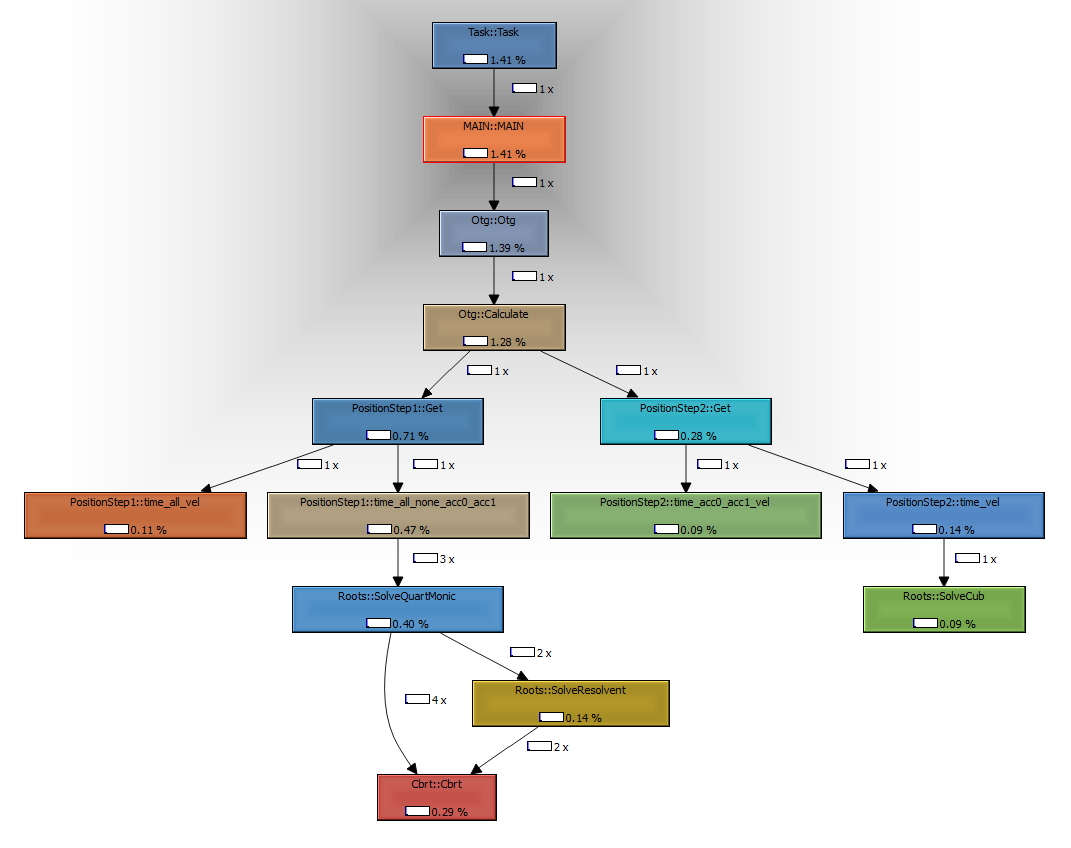 Task::Task
1.41 %
1 x
MAIN::MAIN
1.41 %
1 x
Otg::Otg
1.39 %
1 x
Otg::Calculate
1.28 %
1 x
1 x
PositionStep1::Get
0.71 %
PositionStep2::Get
0.28 %
1 x
1 x
1 x
1 x
PositionStep1::time_all_vel
0.11 %
PositionStep1::time_all_none_acc0_acc1
0.47 %
PositionStep2::time_acc0_acc1_vel
0.09 %
PositionStep2::time_vel
0.14 %
3 x
1 x
Roots::SolveQuartMonic
0.40 %
Roots::SolveCub
0.09 %
2 x
4 x
Roots::SolveResolvent
0.14 %
2 x
Cbrt::Cbrt
0.29 %